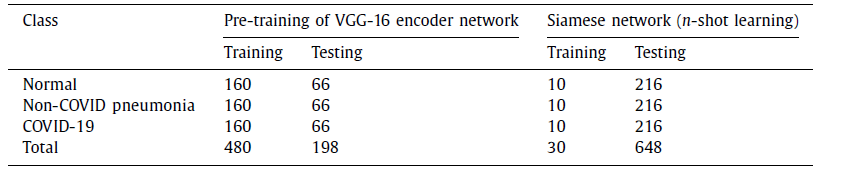 Class Pre-training of VGG-16 encoder network Siamese network (n-shot learning)
Training Testing Training Testing
Normal 160 66 10 216
Non-COVID pneumonia 160 66 10 216
COVID-19 160 66 10 216
Total 480 198 30 648